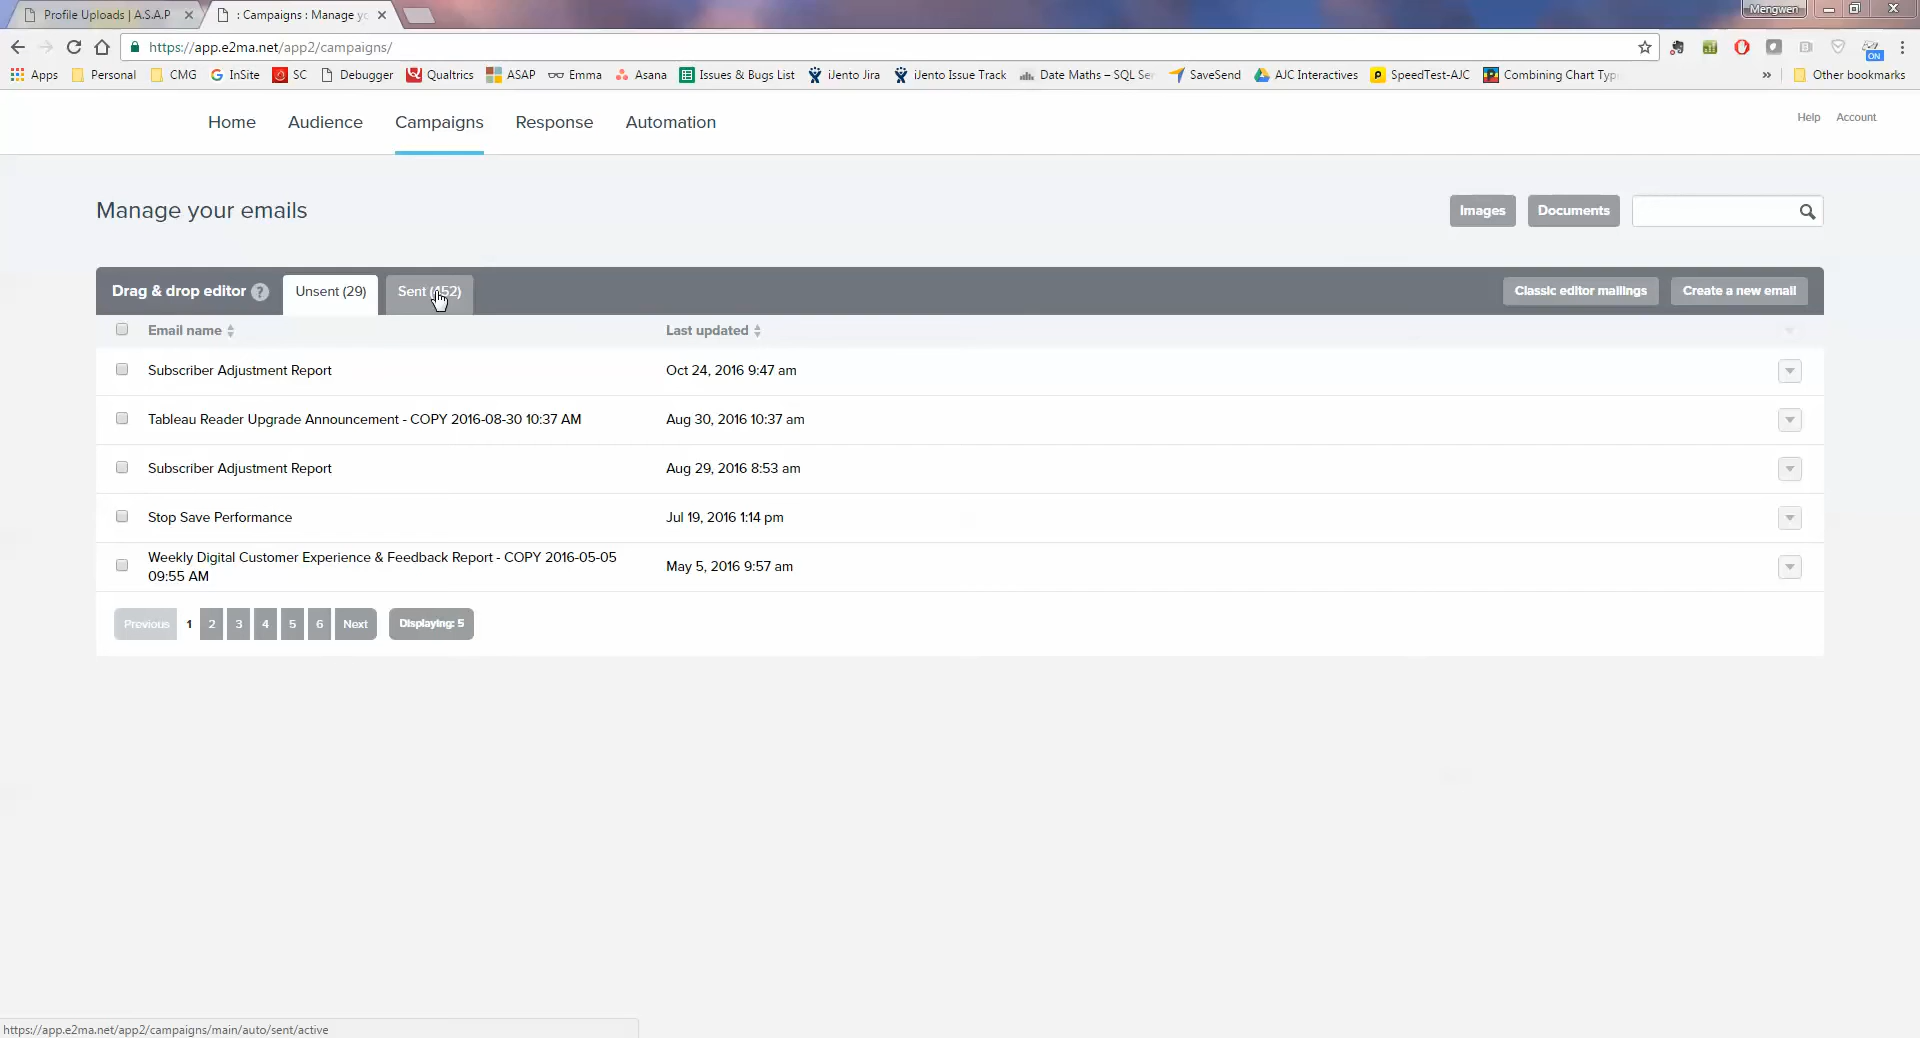 Profile Uploads | A.S.A.P
: Campaigns : Manage yo
Mengwen
https://app.e2ma.net/app2/campaigns/
Apps Personal CMG InSite SC Debugger Qualtrics ASAP Emma Asana Issues & Bugs List iJento Jira iJento Issue Track Date Maths – SQL Ser SaveSend AJC Interactives SpeedTest-AJC Combining Chart Typ » Other bookmarks
ON
Home Audience Campaigns Response Automation
Help Account
Manage your emails
Images Documents
Drag & drop editor ? Unsent (29) Sent (452) Classic editor mailings Create a new email
Email name Last updated
Subscriber Adjustment Report Oct 24, 2016 9:47 am
Tableau Reader Upgrade Announcement - COPY 2016-08-30 10:37 AM Aug 30, 2016 10:37 am
Subscriber Adjustment Report Aug 29, 2016 8:53 am
Stop Save Performance Jul 19, 2016 1:14 pm
Weekly Digital Customer Experience & Feedback Report - COPY 2016-05-05
09:55 AM
May 5, 2016 9:57 am
Previous 1 2 3 4 5 6 Next Displaying: 5
https://app.e2ma.net/app2/campaigns/main/auto/sent/active